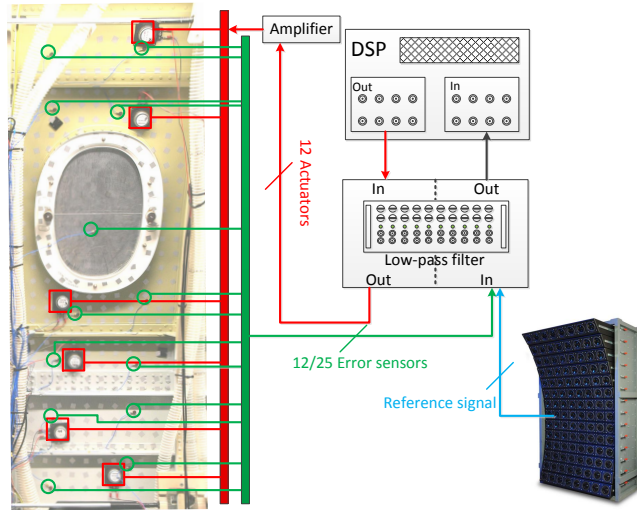 Amplifier
DSP
Out
In
12 Actuators
In
Out
Low-pass filter
Out
In
12/25 Error sensors
Reference signal